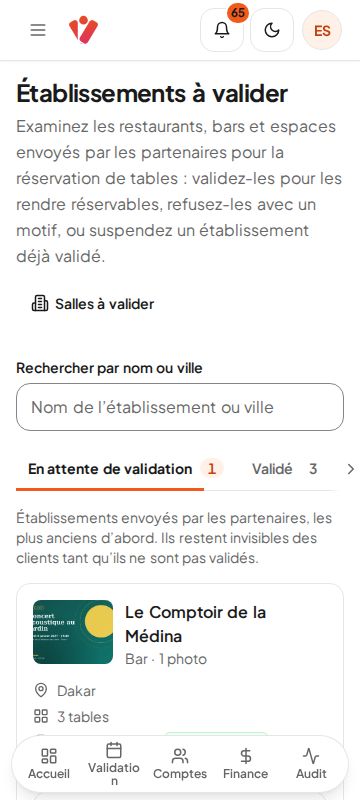 65
ES
Établissements à valider
Examinez les restaurants, bars et espaces
envoyés par les partenaires pour la
réservation de tables : validez-les pour les
rendre réservables, refusez-les avec un
motif, ou suspendez un établissement
déjà validé.
Salles à valider
Rechercher par nom ou ville
Nom de l’établissement ou ville
En attente de validation 1 Validé 3
Établissements envoyés par les partenaires, les
plus anciens d’abord. Ils restent invisibles des
clients tant qu’ils ne sont pas validés.
Le Comptoir de la
Médina
Bar · 1 photo
Dakar
3 tables
Accueil
Validatio
n
Comptes
Finance
Audit